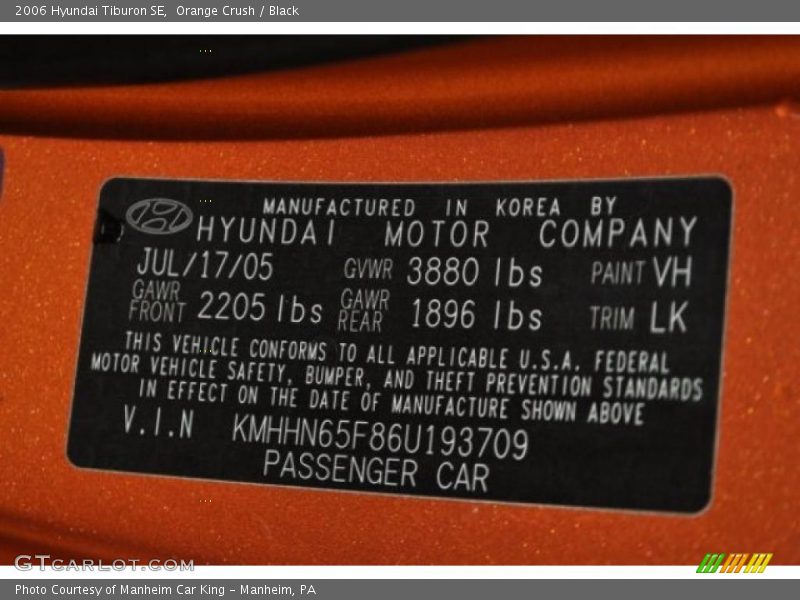 2006 Hyundai Tiburon SE, Orange Crush / Black
MANUFACTURED IN KOREA BY
HYUNDAI MOTOR COMPANY
JUL/17/05 GVWR 3880 lbs PAINT VH
GAWR FRONT 2205 lbs GAWR REAR 1896 lbs TRIM LK
THIS VEHICLE CONFORMS TO ALL APPLICABLE U.S.A. FEDERAL
MOTOR VEHICLE SAFETY, BUMPER, AND THEFT PREVENTION STANDARDS
IN EFFECT ON THE DATE OF MANUFACTURE SHOWN ABOVE
V.I.N KMHHN65F86U193709
PASSENGER CAR
GTCARLOT.COM
Photo Courtesy of Manheim Car King - Manheim, PA